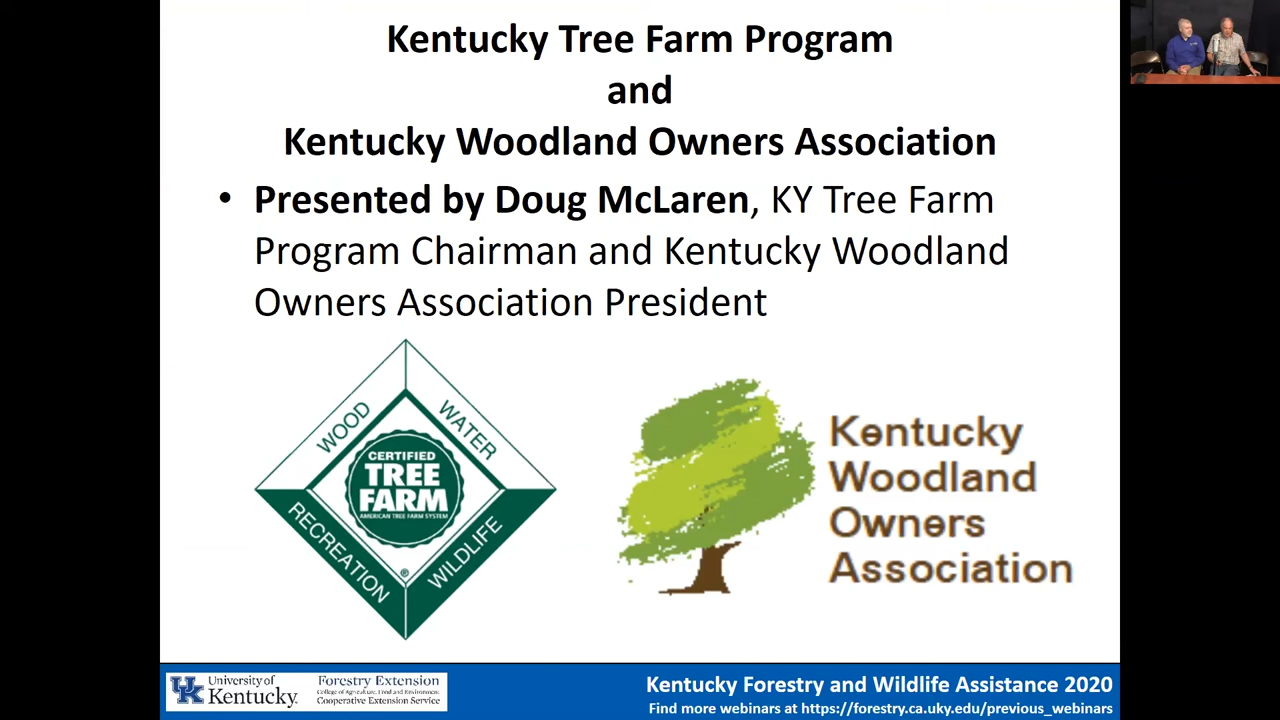 Kentucky Tree Farm Program
and
Kentucky Woodland Owners Association
• Presented by Doug McLaren, KY Tree Farm
Program Chairman and Kentucky Woodland
Owners Association President
WOOD
WATER
CERTIFIED
TREE
FARM
AMERICAN TREE FARM SYSTEM
RECREATION
WILDLIFE
®
Kentucky
Woodland
Owners
Association
UK
University of
Kentucky.
Forestry Extension
College of Agriculture, Food and Environment
Cooperative Extension Service
Kentucky Forestry and Wildlife Assistance 2020
Find more webinars at https://forestry.ca.uky.edu/previous_webinars